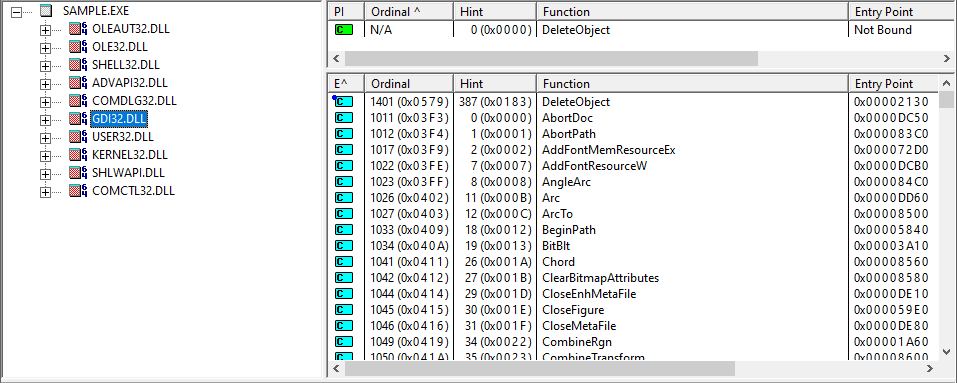 SAMPLE.EXE
OLEAUT32.DLL
OLE32.DLL
SHELL32.DLL
ADVAPI32.DLL
COMDLG32.DLL
GDI32.DLL
USER32.DLL
KERNEL32.DLL
SHLWAPI.DLL
COMCTL32.DLL
PI Ordinal ^ Hint Function Entry Point
C N/A 0 (0x0000) DeleteObject Not Bound
E^ Ordinal Hint Function Entry Point
C 1401 (0x0579) 387 (0x0183) DeleteObject 0x00002130
C 1011 (0x03F3) 0 (0x0000) AbortDoc 0x0000DC50
C 1012 (0x03F4) 1 (0x0001) AbortPath 0x000083C0
C 1017 (0x03F9) 2 (0x0002) AddFontMemResourceEx 0x000072D0
C 1022 (0x03FE) 7 (0x0007) AddFontResourceW 0x0000DCB0
C 1023 (0x03FF) 8 (0x0008) AngleArc 0x000084C0
C 1026 (0x0402) 11 (0x000B) Arc 0x0000DD60
C 1027 (0x0403) 12 (0x000C) ArcTo 0x00008500
C 1033 (0x0409) 18 (0x0012) BeginPath 0x00005840
C 1034 (0x040A) 19 (0x0013) BitBlt 0x00003A10
C 1041 (0x0411) 26 (0x001A) Chord 0x00008560
C 1042 (0x0412) 27 (0x001B) ClearBitmapAttributes 0x00008580
C 1044 (0x0414) 29 (0x001D) CloseEnhMetaFile 0x0000DE10
C 1045 (0x0415) 30 (0x001E) CloseFigure 0x000059E0
C 1046 (0x0416) 31 (0x001F) CloseMetaFile 0x0000DE80
C 1049 (0x0419) 34 (0x0022) CombineRgn 0x00001A60
C 1050 (0x041A) 35 (0x0023) CombineTransform 0x00008600